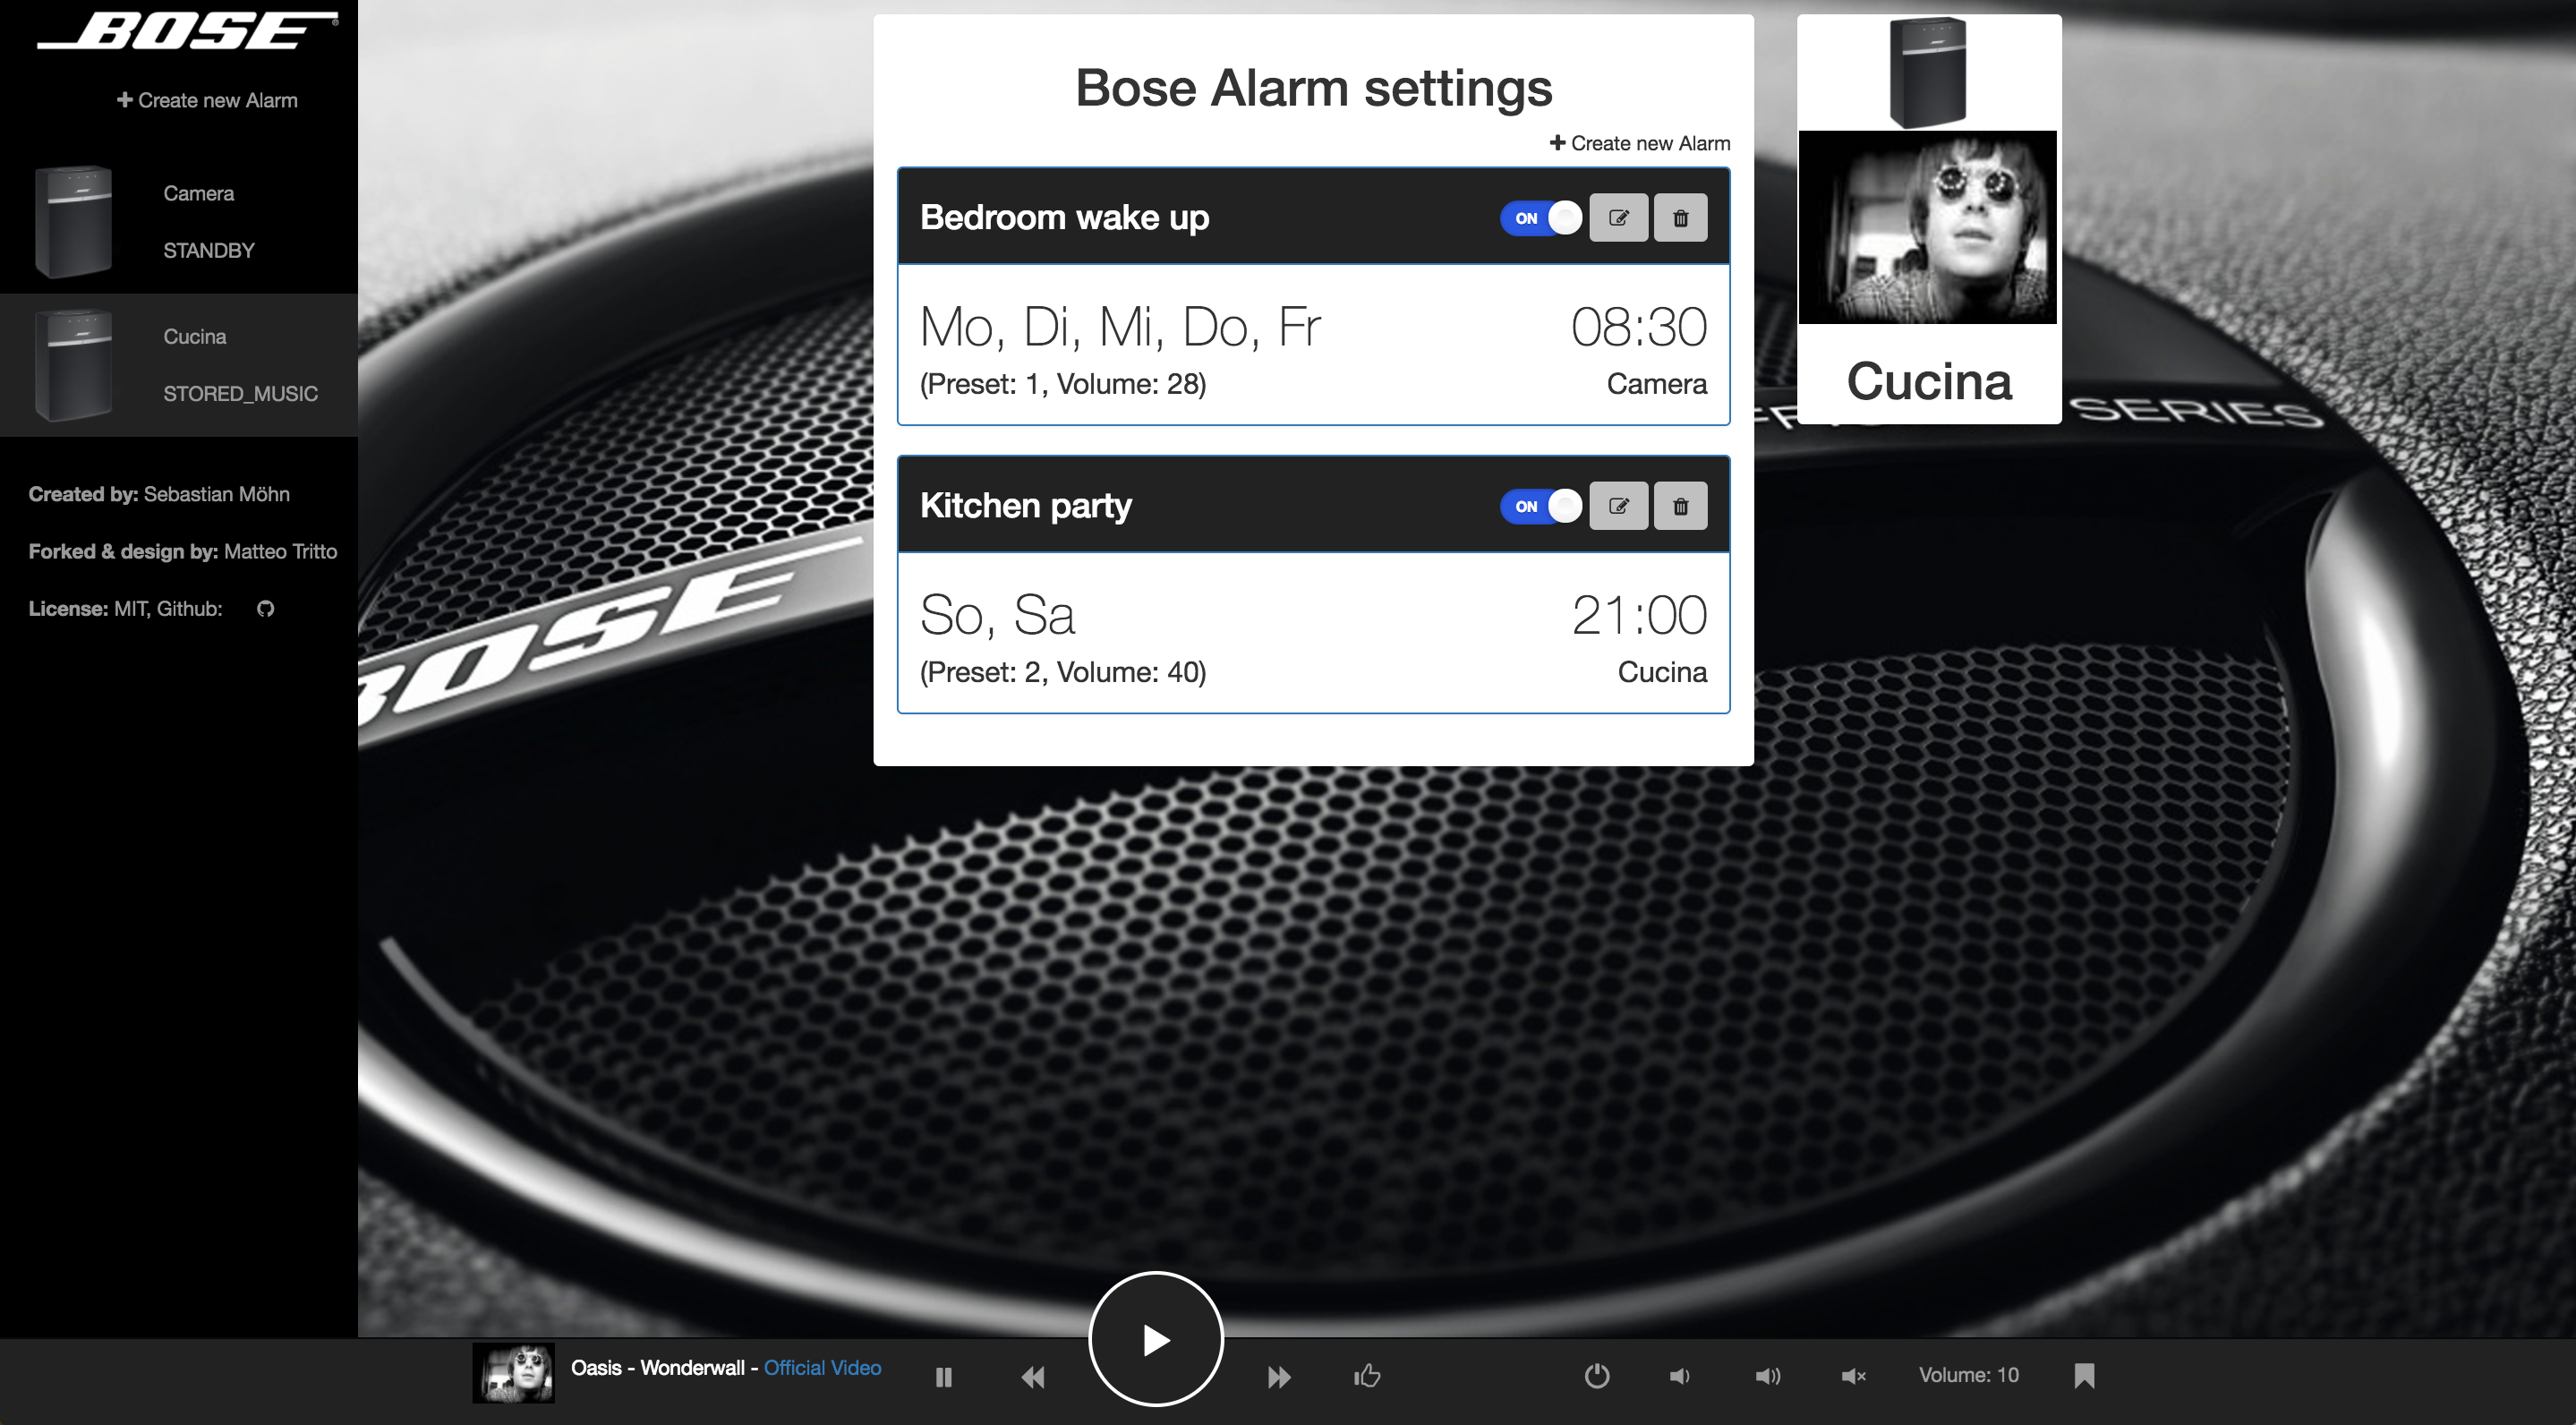 BOSE
Create new Alarm
Camera
STANDBY
Cucina
STORED_MUSIC
Created by: Sebastian Möhn
Forked & design by: Matteo Tritto
License: MIT, Github:
Bose Alarm settings
Create new Alarm
Bedroom wake up
ON
Mo, Di, Mi, Do, Fr
08:30
(Preset: 1, Volume: 28)
Camera
Kitchen party
ON
So, Sa
21:00
(Preset: 2, Volume: 40)
Cucina
Cucina
SERIES
BOSE
Oasis - Wonderwall - Official Video
Volume: 10